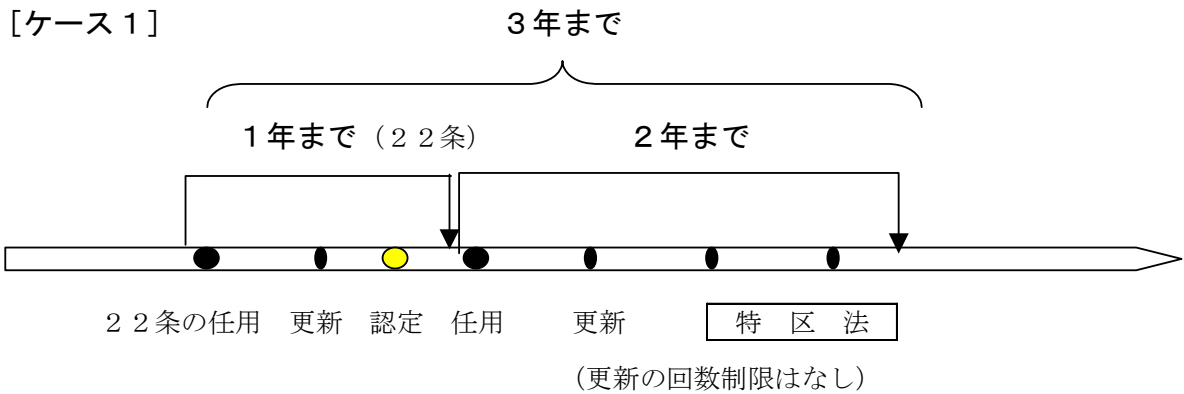 [ケース１] ３年まで
１年まで（２２条） ２年まで
２２条の任用 更新 認定 任用 更新 特 区 法
（更新の回数制限はなし）